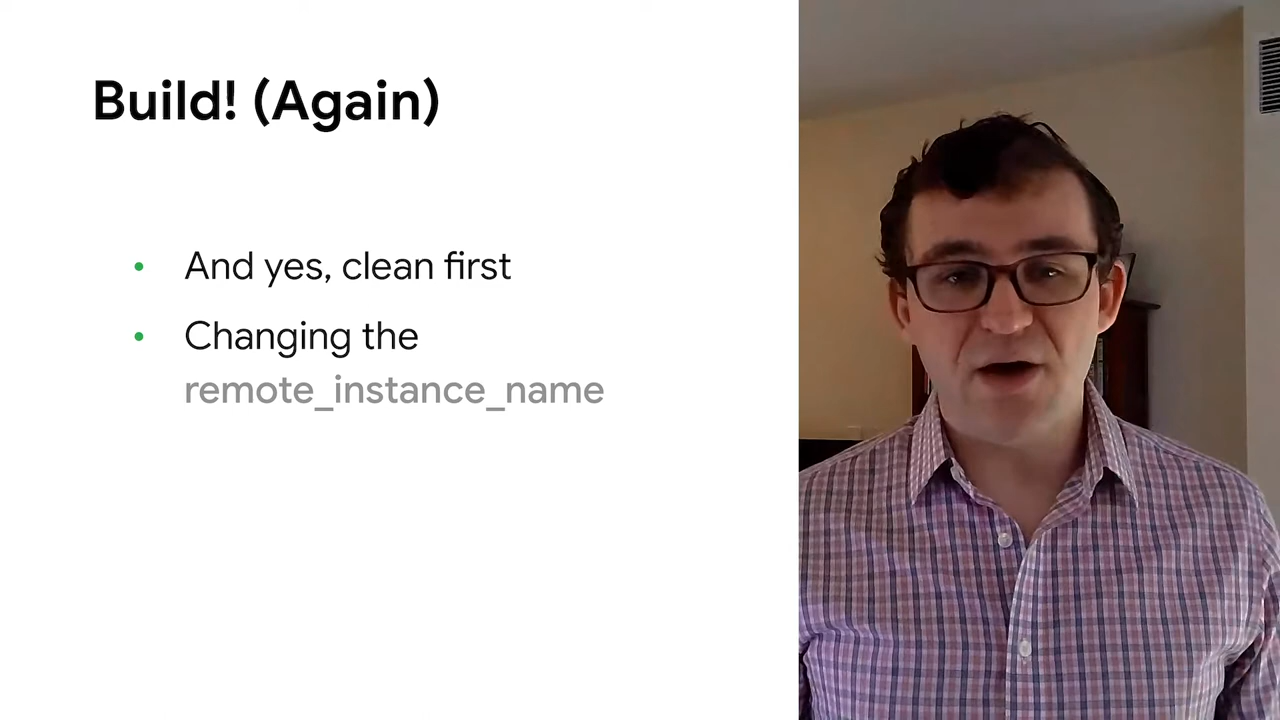 Build! (Again)
• And yes, clean first
• Changing the
remote_instance_name